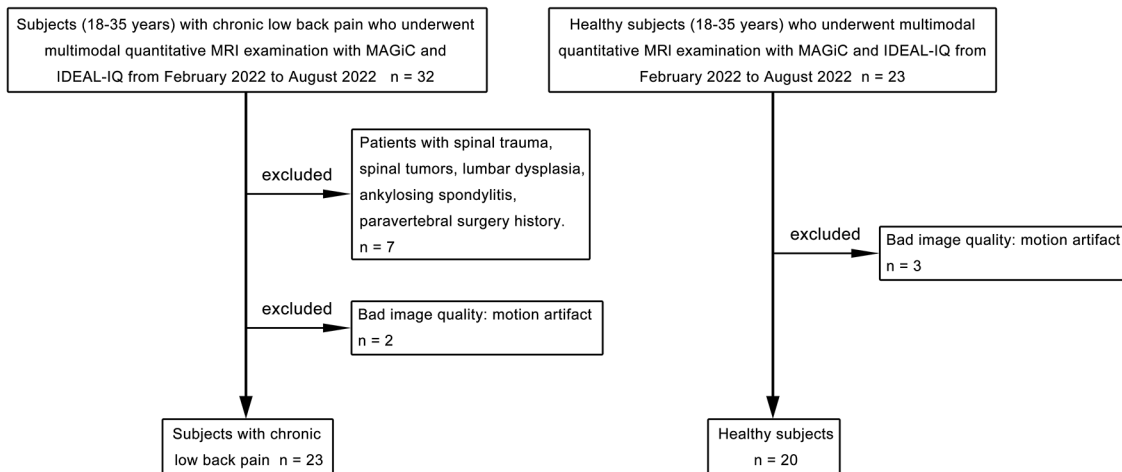 Subjects (18-35 years) with chronic low back pain who underwent
multimodal quantitative MRI examination with MAGiC and
IDEAL-IQ from February 2022 to August 2022 n = 32
Healthy subjects (18-35 years) who underwent multimodal
quantitative MRI examination with MAGiC and IDEAL-IQ from
February 2022 to August 2022 n = 23
excluded
Patients with spinal trauma,
spinal tumors, lumbar dysplasia,
ankylosing spondylitis,
paravertebral surgery history.
n = 7
excluded
Bad image quality: motion artifact
n = 3
excluded
Bad image quality: motion artifact
n = 2
Subjects with chronic
low back pain n = 23
Healthy subjects
n = 20